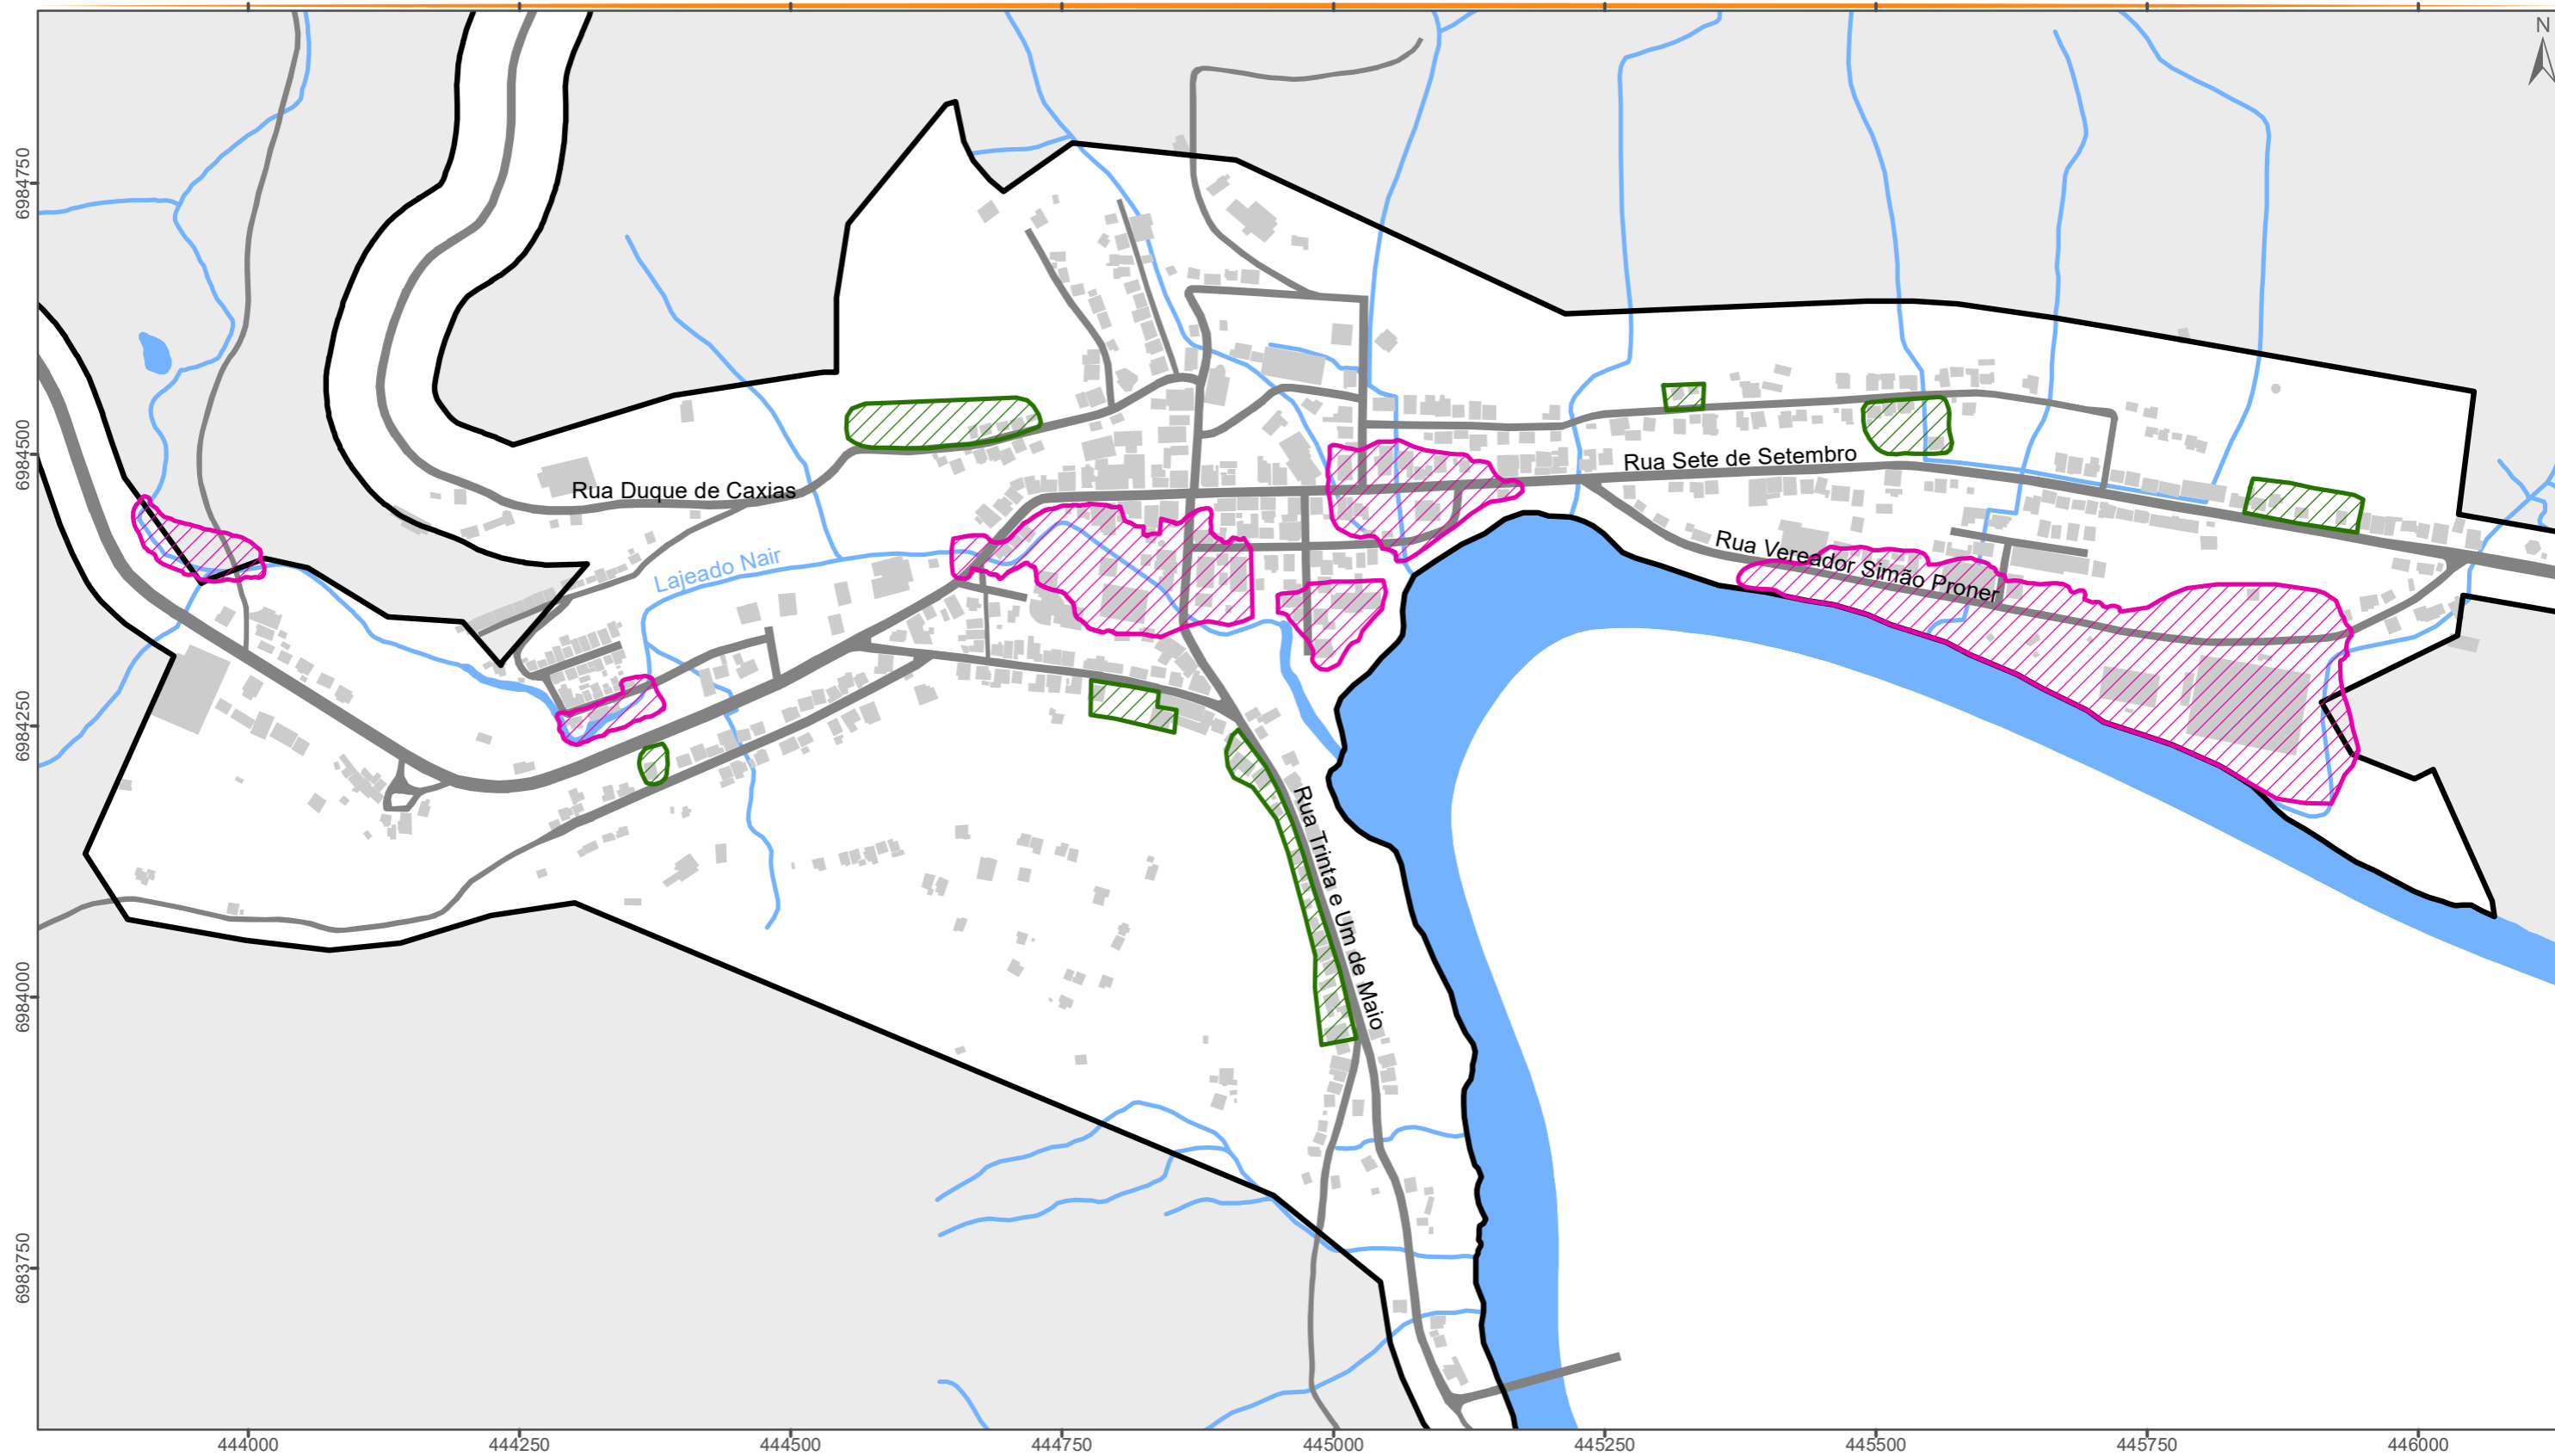 N
6984750
6984500
6984250
6984000
6983750
Rua Sete de Setembro
Rua Duque de Caxias
Rua Vereador Simão Proner
Lajeado Nair
Rua Trinta e Um de Maio
444000
444250
444500
444750
445000
445250
445500
445750
446000